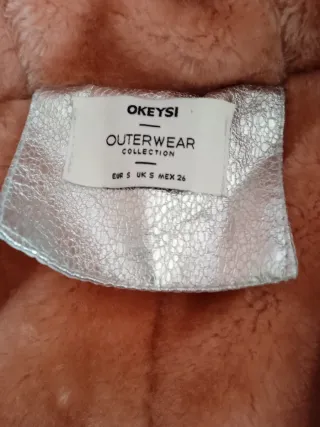 OKEYSI
OUTERWEAR
COLLECTION
EUR S UK S MEX 26